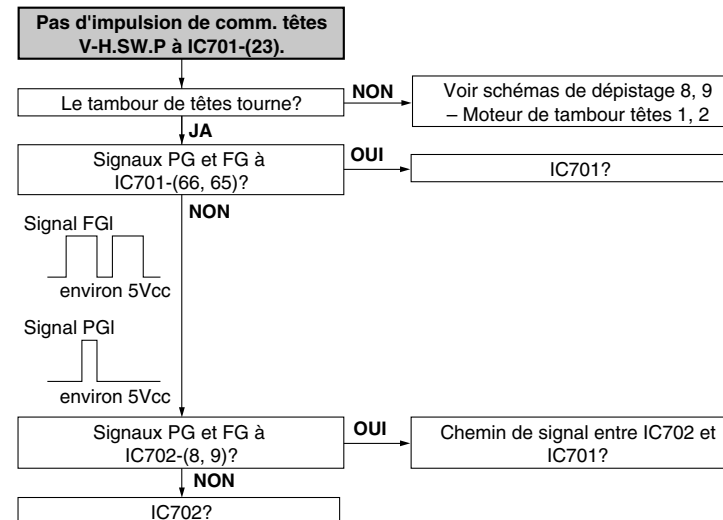 Pas d'impulsion de comm. têtes
V-H.SW.P à IC701-(23).
Le tambour de têtes tourne?
NON
Voir schémas de dépistage 8, 9
– Moteur de tambour têtes 1, 2
JA
Signaux PG et FG à
IC701-(66, 65)?
OUI
IC701?
NON
Signal FGI
environ 5Vcc
Signal PGI
environ 5Vcc
Signaux PG et FG à
IC702-(8, 9)?
OUI
Chemin de signal entre IC702 et
IC701?
NON
IC702?